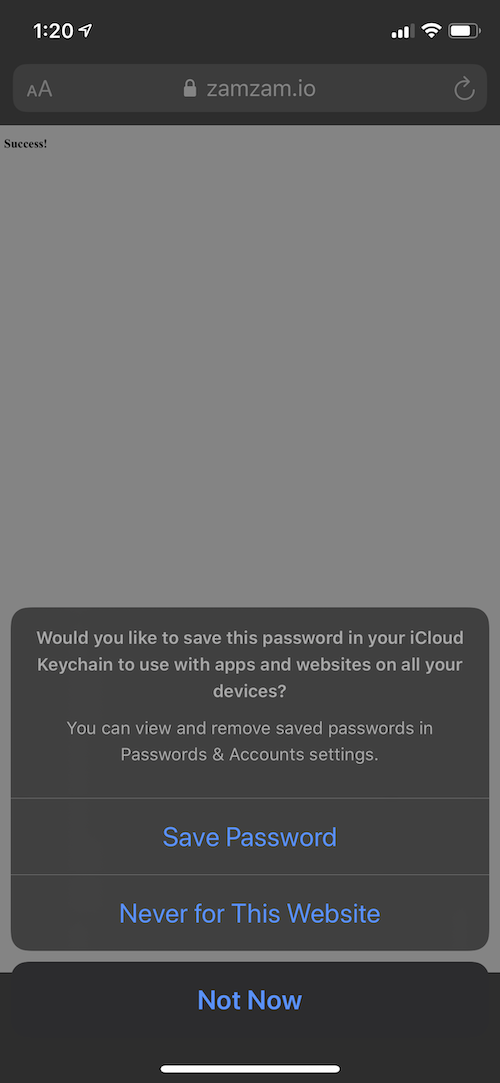 1:20
AA zamzam.io
Success!
Would you like to save this password in your iCloud
Keychain to use with apps and websites on all your
devices?
You can view and remove saved passwords in
Passwords & Accounts settings.
Save Password
Never for This Website
Not Now